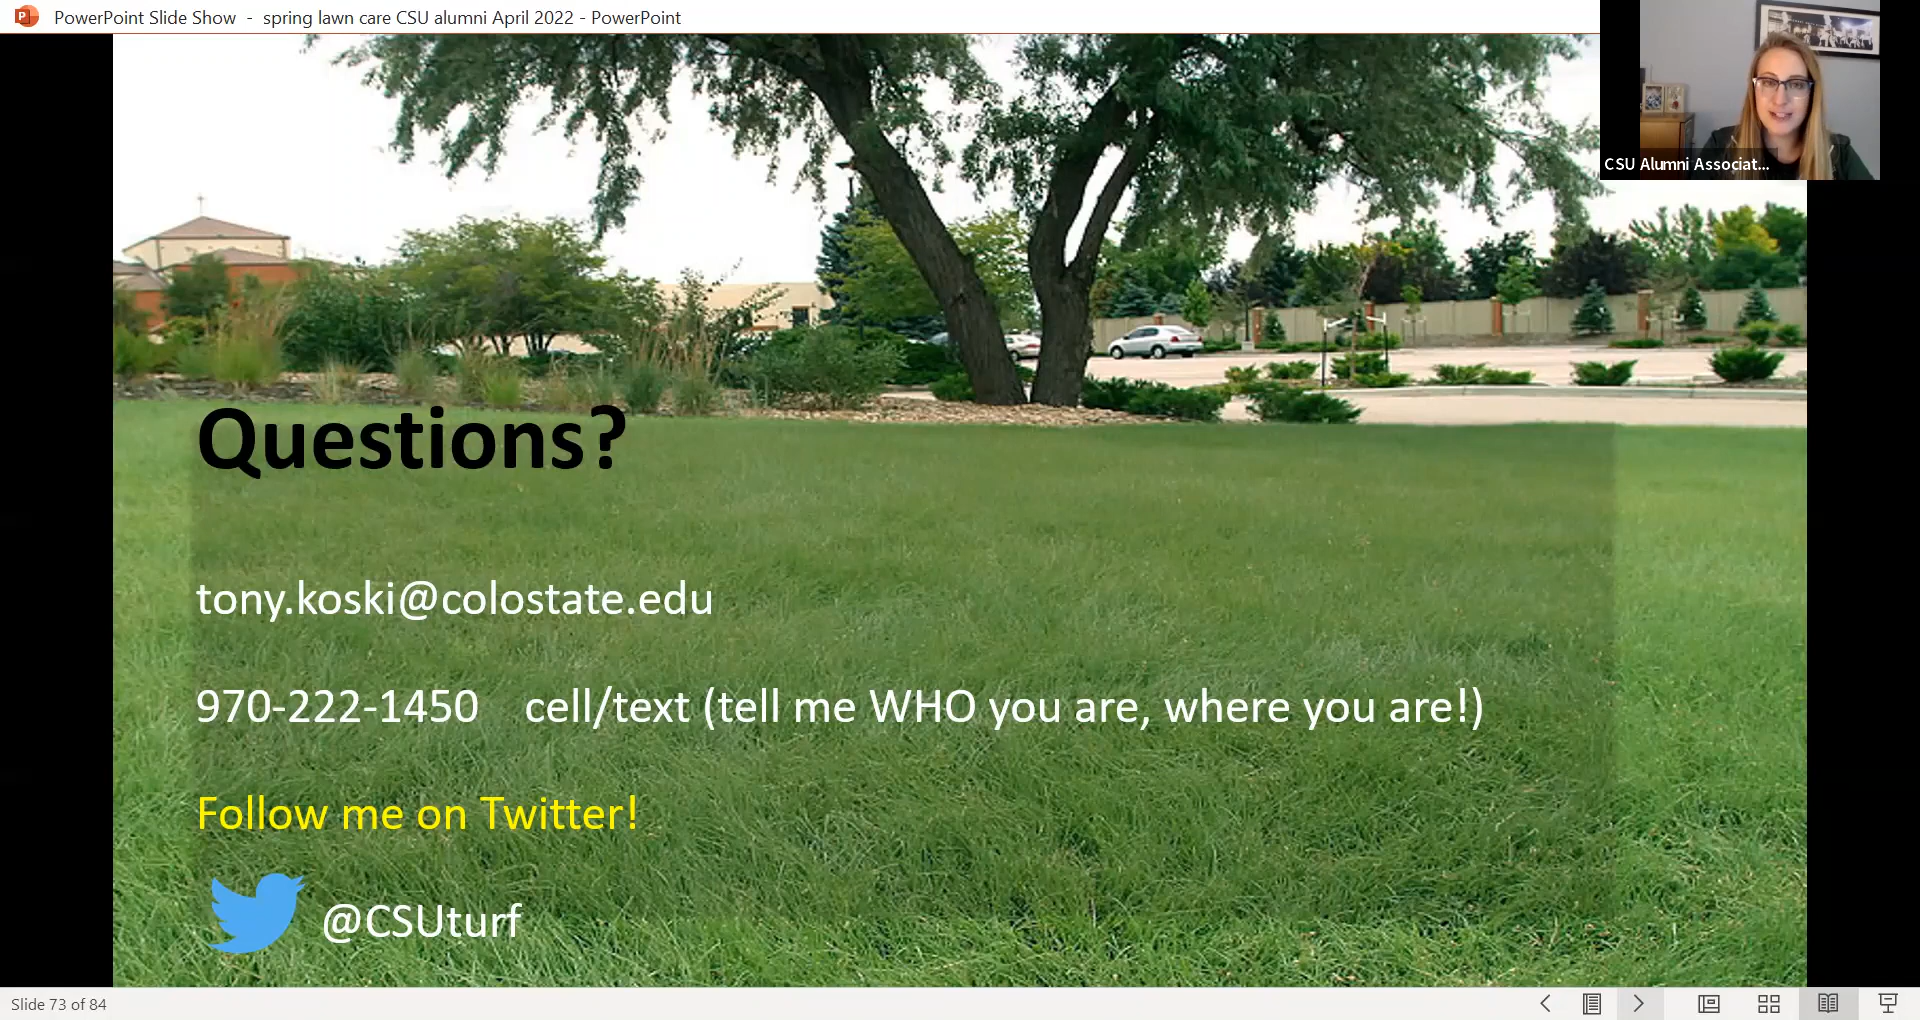 PowerPoint Slide Show - spring lawn care CSU alumni April 2022 - PowerPoint
CSU Alumni Associat...
Questions?
tony.koski@colostate.edu
970-222-1450 cell/text (tell me WHO you are, where you are!)
Follow me on Twitter!
@CSUturf
Slide 73 of 84